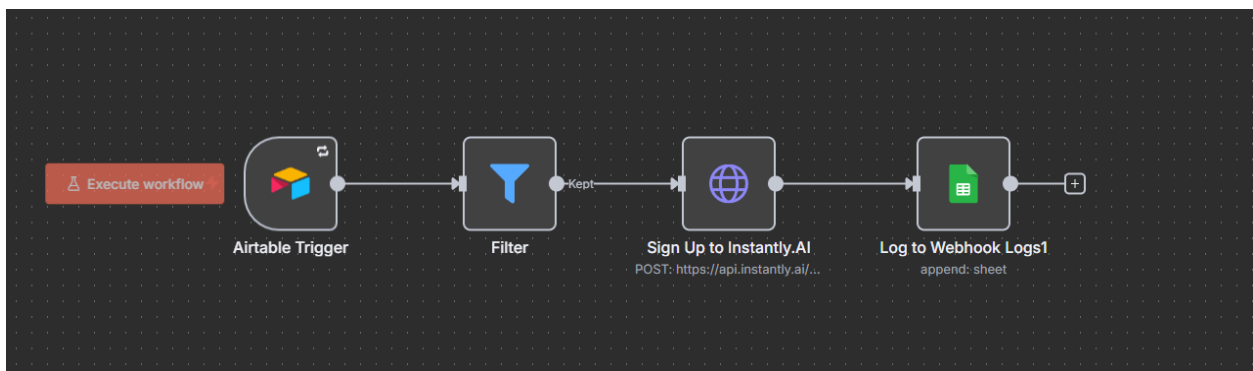 Execute workflow
Kept
Airtable Trigger
Filter
Sign Up to Instantly.AI
Log to Webhook Logs1
POST: https://api.instantly.ai/...
append: sheet